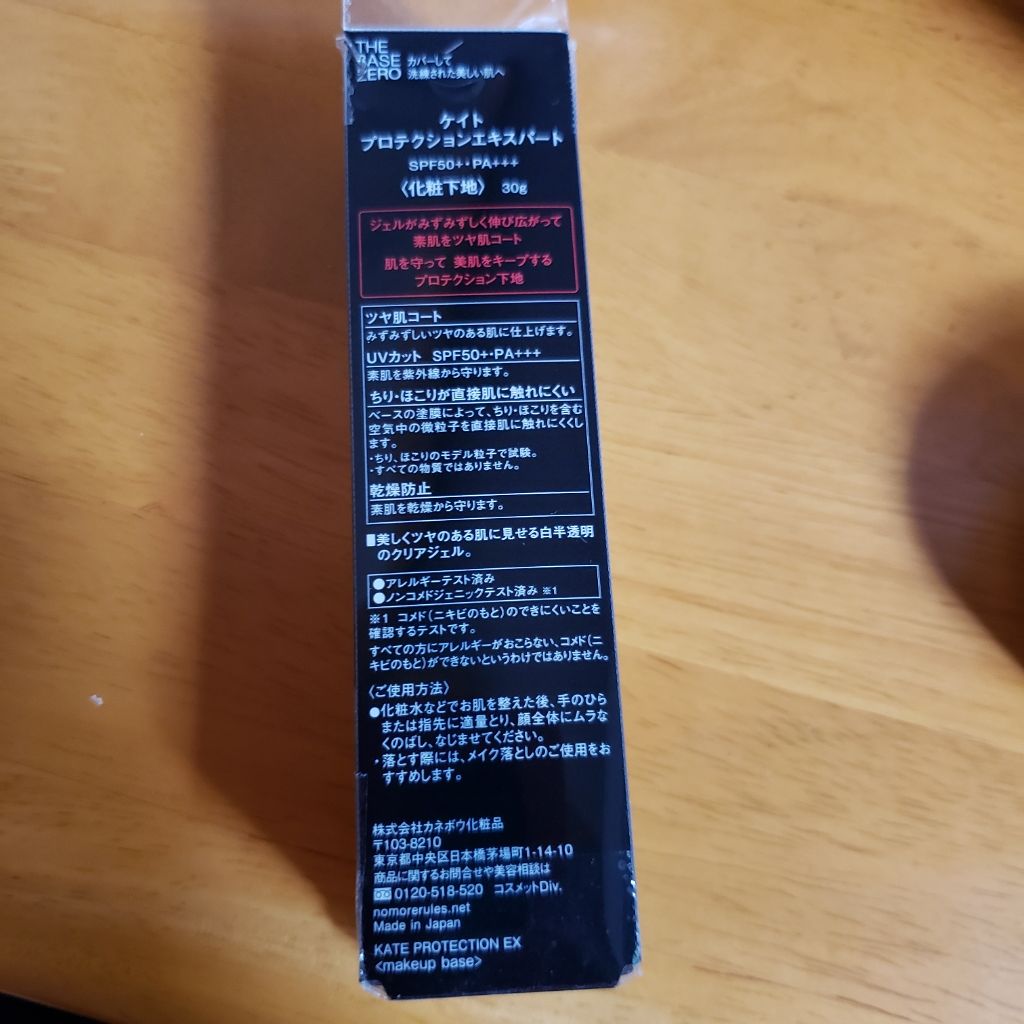 THE
BASE
ZERO
カバーして
洗練された美しい肌へ
ケイト
プロテクションエキスパート
SPF50+・PA+++
〈化粧下地〉 30g
ジェルがみずみずしく伸び広がって
素肌をツヤ肌コート
肌を守って 美肌をキープする
プロテクション下地
ツヤ肌コート
みずみずしいツヤのある肌に仕上げます。
UVカット SPF50+・PA+++
素肌を紫外線から守ります。
ちり・ほこりが直接肌に触れにくい
ベースの塗膜によって、ちり・ほこりを含む
空気中の微粒子を直接肌に触れにくくし
ます。
・ちり、ほこりのモデル粒子で試験。
・すべての物質ではありません。
乾燥防止
素肌を乾燥から守ります。
■美しくツヤのある肌に見せる白半透明
のクリアジェル。
●アレルギーテスト済み
●ノンコメドジェニックテスト済み ※1
※1 コメド(ニキビのもと)のできにくいことを
確認するテストです。
すべての方にアレルギーがおこらない、コメド(ニ
キビのもと)ができないというわけではありません。
〈ご使用方法〉
●化粧水などでお肌を整えた後、手のひら
または指先に適量とり、顔全体にムラな
くのばし、なじませてください。
・落とす際には、メイク落としのご使用をお
すすめします。
株式会社カネボウ化粧品
〒103-8210
東京都中央区日本橋茅場町1-14-10
商品に関するお問合せや美容相談は
0120-518-520 コスメットDiv.
nomorerules.net
Made in Japan
KATE PROTECTION EX
<makeup base>